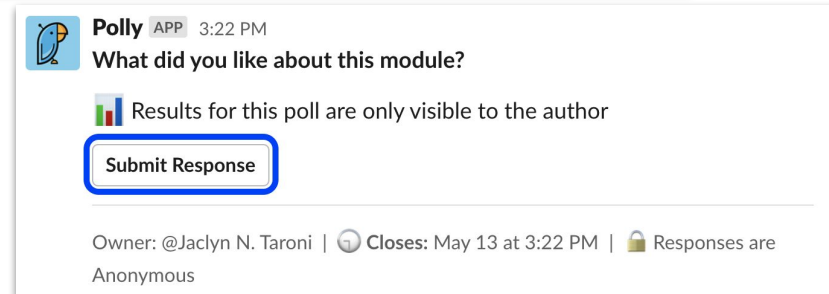 Polly APP 3:22 PM
What did you like about this module?
Results for this poll are only visible to the author
Submit Response
Owner: @Jaclyn N. Taroni | Closes: May 13 at 3:22 PM | Responses are
Anonymous